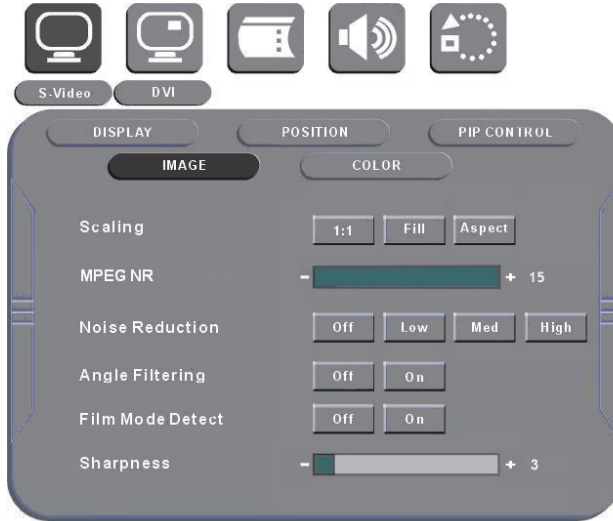 S-Video DVI
DISPLAY POSITION PIP CONTROL
IMAGE COLOR
Scaling 1:1 Fill Aspect
MPEG NR - + 15
Noise Reduction Off Low Med High
Angle Filtering Off On
Film Mode Detect Off On
Sharpness - + 3